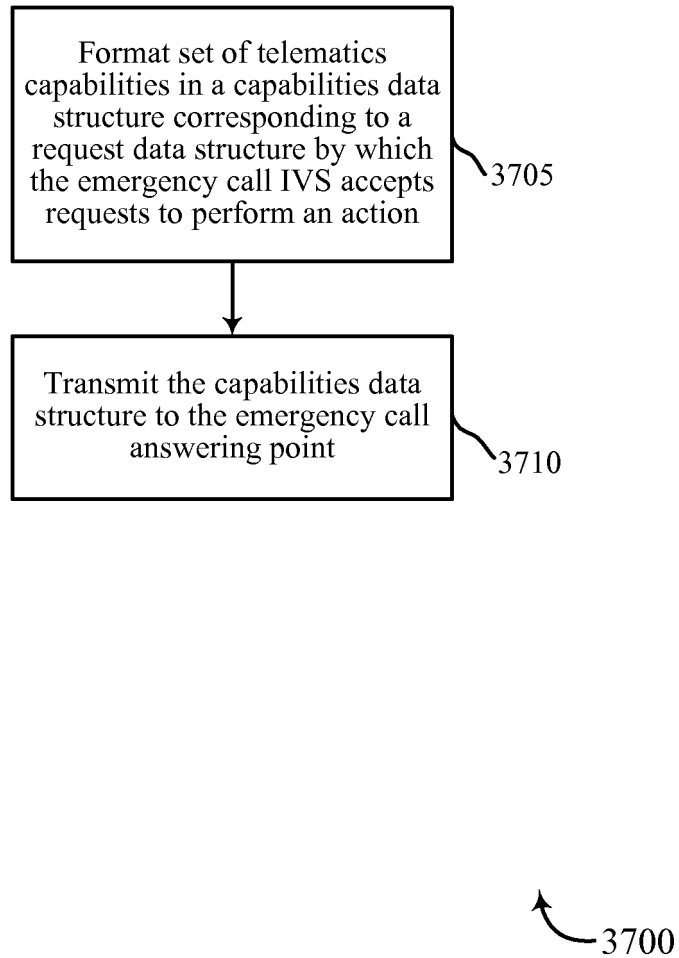 Format set of telematics
capabilities in a capabilities data
structure corresponding to a
request data structure by which
the emergency call IVS accepts
requests to perform an action
3705
Transmit the capabilities data
structure to the emergency call
answering point
3710
3700